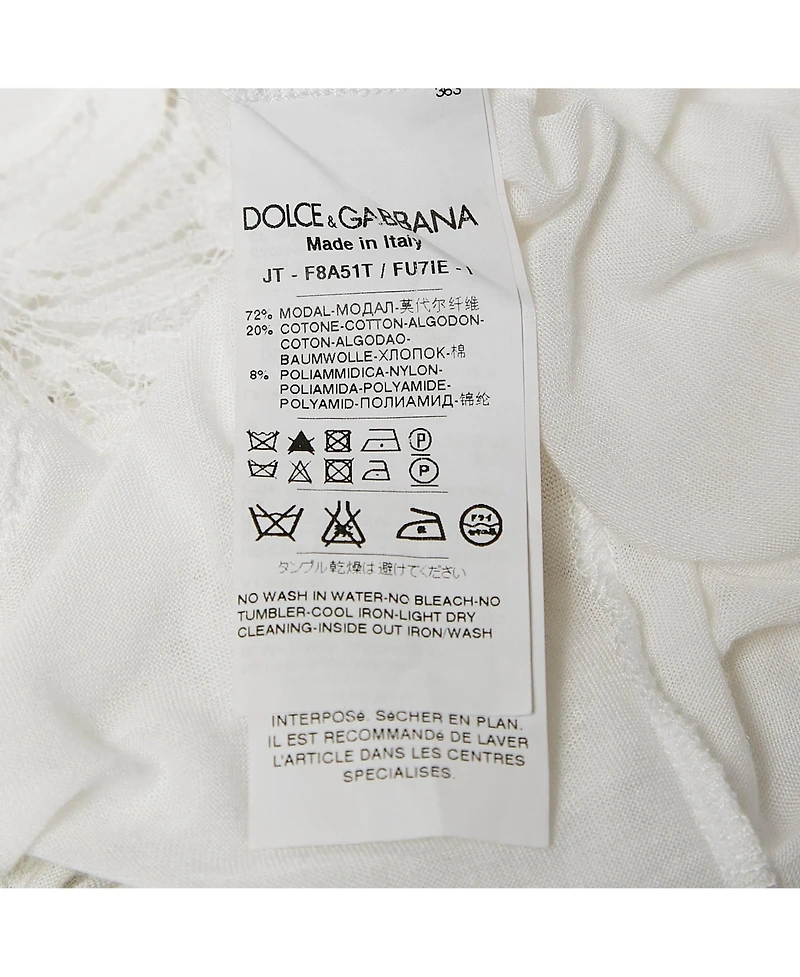 363
DOLCE&GABBANA
Made in Italy
JT - F8A51T / FU7IE -
72% MODAL-МОДАЛ-莫代尔纤维
20% COTONE-COTTON-ALGODON-
COTON-ALGODAO-
BAUMWOLLE-ХЛОПОК-棉
8% POLIAMMIDICA-NYLON-
POLIAMIDA-POLYAMIDE-
POLYAMID-ПОЛИАМИД-锦纶
P
P
ドライ
タンブル乾燥は避けてください
NO WASH IN WATER-NO BLEACH-NO
TUMBLER-COOL IRON-LIGHT DRY
CLEANING-INSIDE OUT IRON/WASH
INTERPOSé. SéCHER EN PLAN.
IL EST RECOMMANDé DE LAVER
L'ARTICLE DANS LES CENTRES
SPECIALISES.